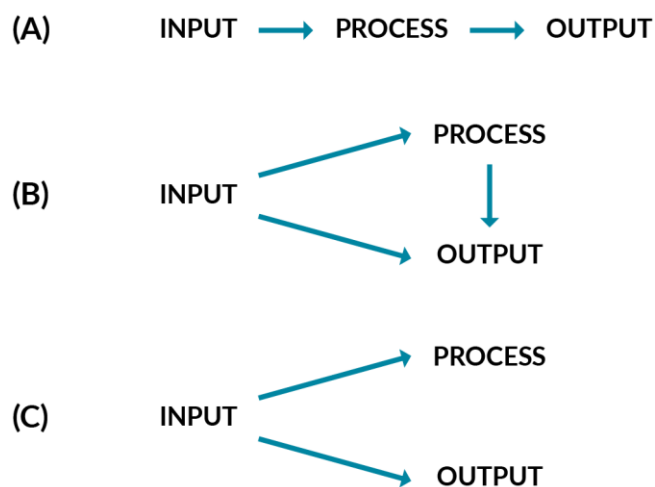 (A) INPUT PROCESS OUTPUT
PROCESS
(B) INPUT
OUTPUT
PROCESS
(C) INPUT
OUTPUT